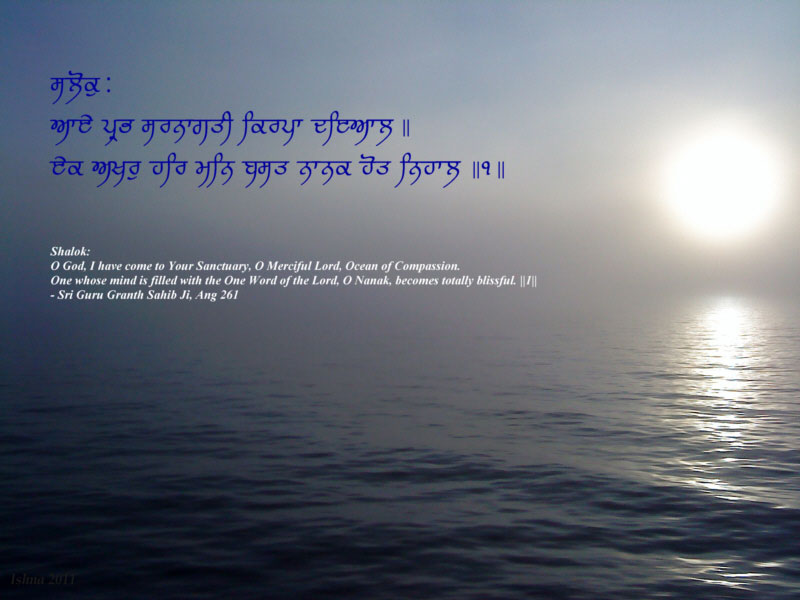 ਸਲੋਕੁ :
ਆਏ ਪ੍ਰਭ ਸਰਨਾਗਤੀ ਕਿਰਪਾ ਦਇਆਲ ॥
ਏਕ ਅਖਰੁ ਹਰਿ ਮਨਿ ਬਸਤ ਨਾਨਕ ਹੋਤ ਨਿਹਾਲ ॥੧॥
Shalok:
O God, I have come to Your Sanctuary, O Merciful Lord, Ocean of Compassion.
One whose mind is filled with the One Word of the Lord, O Nanak, becomes totally blissful. ||1||
- Sri Guru Granth Sahib Ji, Ang 261
Ishna 2011